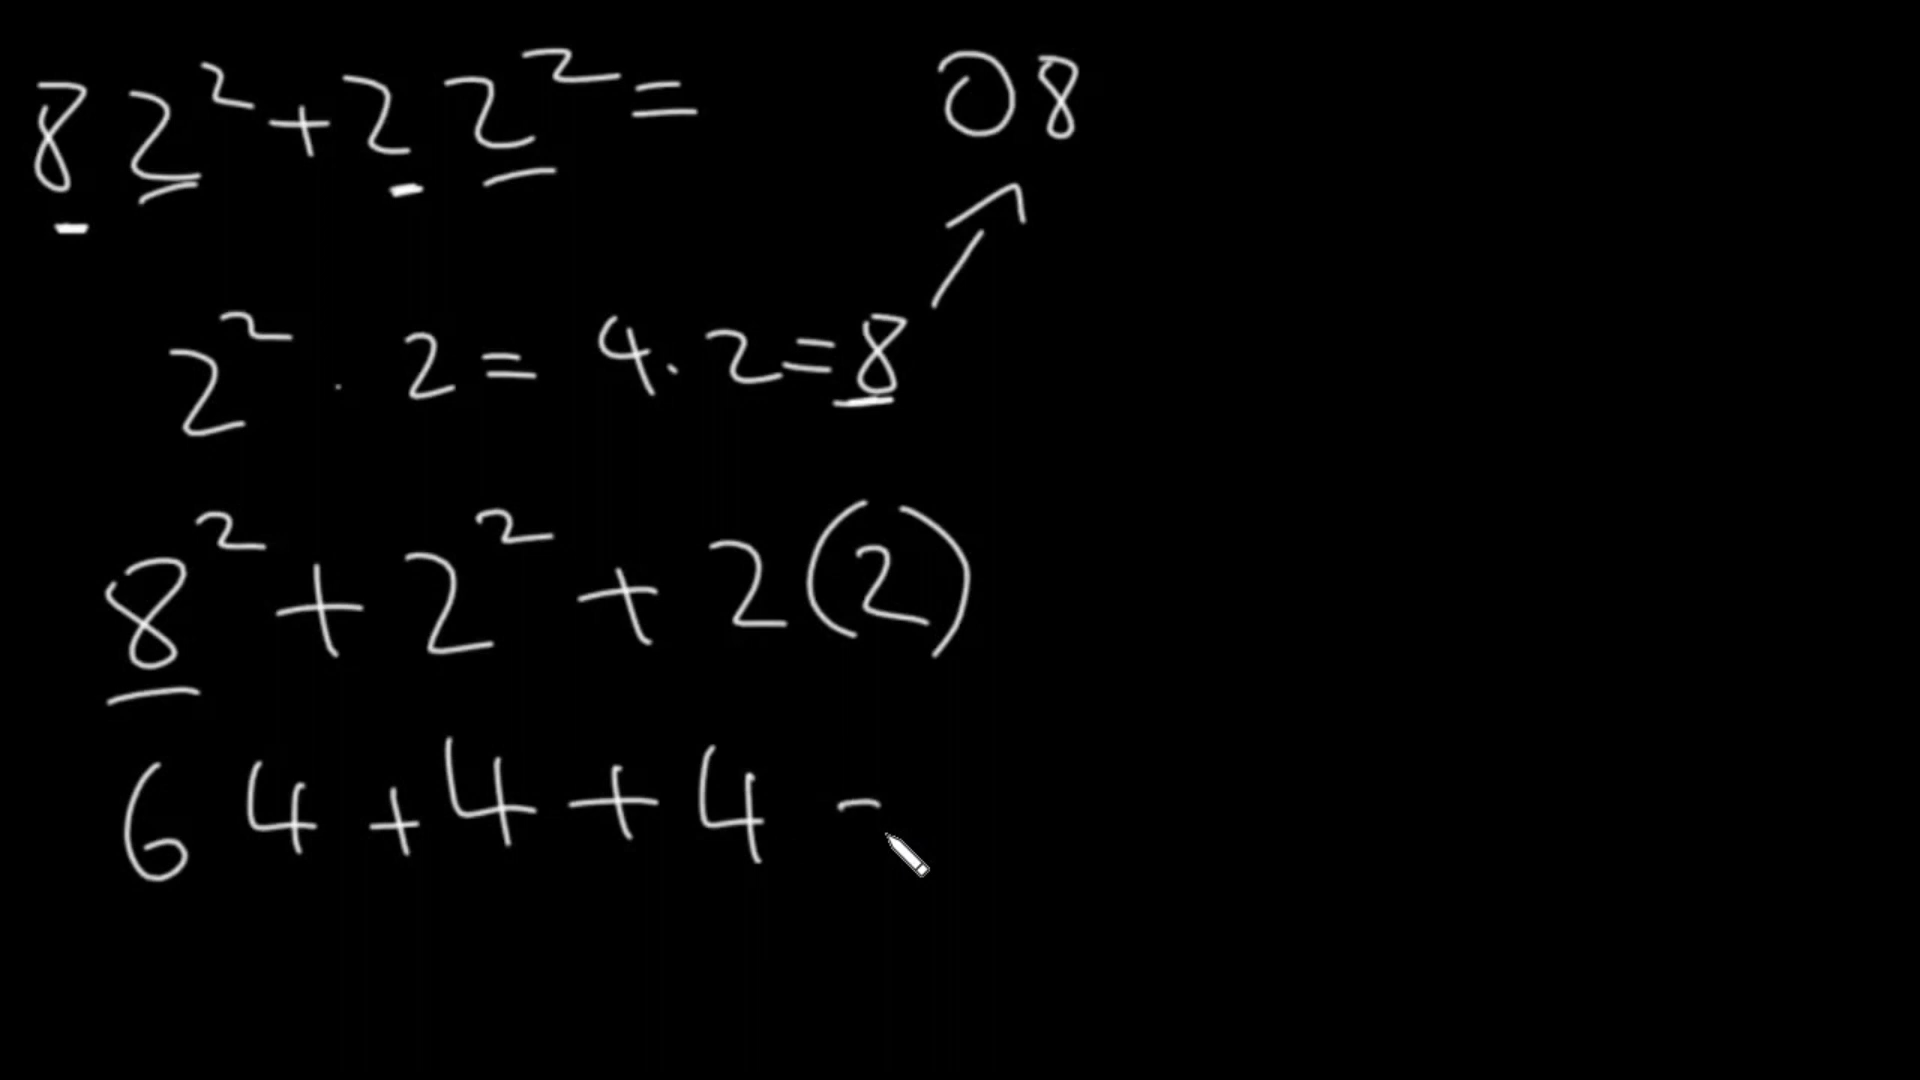 82² + 22² = 08
2² · 2 = 4 · 2 = 8
8² + 2² + 2(2)
64 + 4 + 4 -